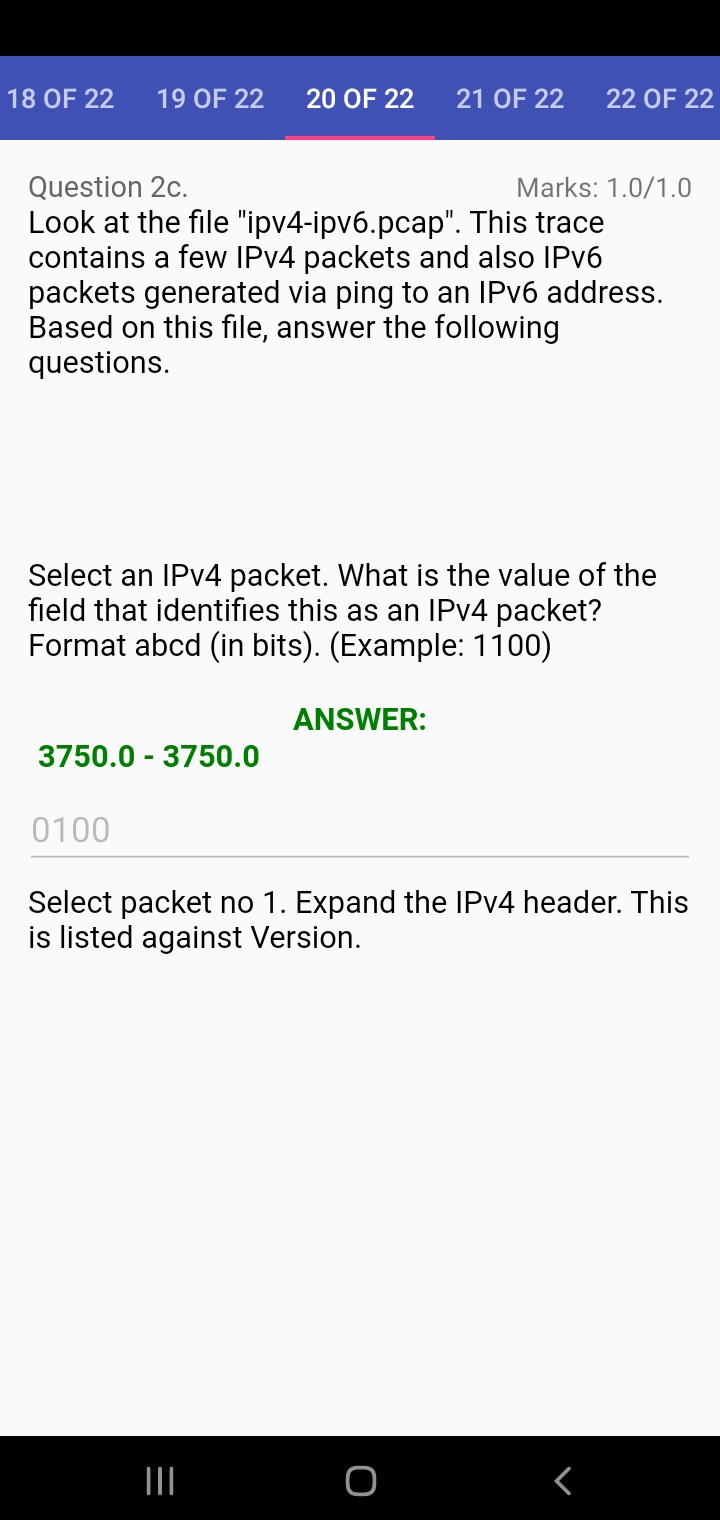 18 OF 22 19 OF 22 20 OF 22 21 OF 22 22 OF 22
Question 2c. Marks: 1.0/1.0
Look at the file "ipv4-ipv6.pcap". This trace
contains a few IPv4 packets and also IPv6
packets generated via ping to an IPv6 address.
Based on this file, answer the following
questions.
Select an IPv4 packet. What is the value of the
field that identifies this as an IPv4 packet?
Format abcd (in bits). (Example: 1100)
ANSWER:
3750.0 - 3750.0
0100
Select packet no 1. Expand the IPv4 header. This
is listed against Version.